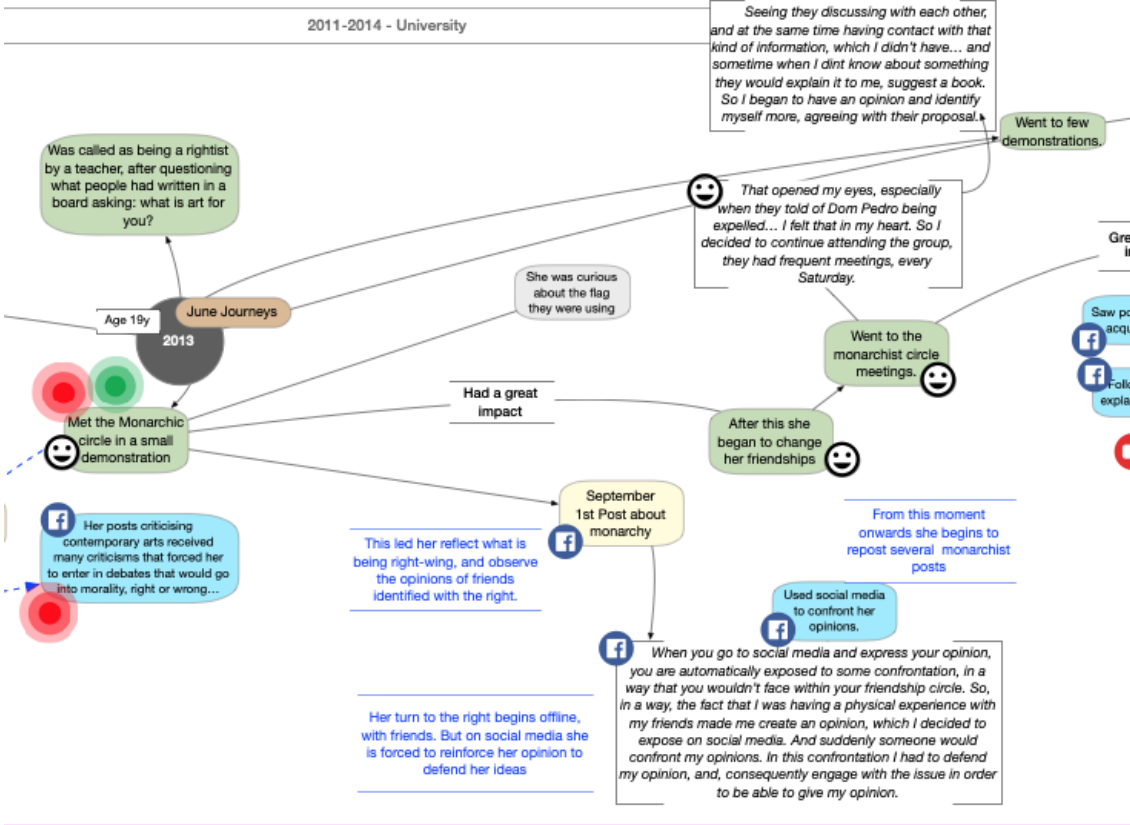 2011-2014 - University
Seeing they discussing with each other,
and at the same time having contact with that
kind of information, which I didn't have... and
sometime when I dint know about something
they would explain it to me, suggest a book.
So I began to have an opinion and identify
myself more, agreeing with their proposal.
Went to few
demonstrations.
Was called as being a rightist
by a teacher, after questioning
what people had written in a
board asking: what is art for
you?
That opened my eyes, especially
when they told of Dom Pedro being
expelled... I felt that in my heart. So I
decided to continue attending the group,
they had frequent meetings, every
Saturday.
She was curious
about the flag
they were using
June Journeys
Age 19y
2013
Went to the
monarchist circle
meetings.
Had a great
impact
Met the Monarchic
circle in a small
demonstration
After this she
began to change
her friendships
September
1st Post about
monarchy
Her posts criticising
contemporary arts received
many criticisms that forced her
to enter in debates that would go
into morality, right or wrong...
This led her reflect what is
being right-wing, and observe
the opinions of friends
identified with the right.
From this moment
onwards she begins to
repost several monarchist
posts
Used social media
to confront her
opinions.
When you go to social media and express your opinion,
you are automatically exposed to some confrontation, in a
way that you wouldn't face within your friendship circle. So,
in a way, the fact that I was having a physical experience with
my friends made me create an opinion, which I decided to
expose on social media. And suddenly someone would
confront my opinions. In this confrontation I had to defend
my opinion, and, consequently engage with the issue in order
to be able to give my opinion.
Her turn to the right begins offline,
with friends. But on social media she
is forced to reinforce her opinion to
defend her ideas
Saw